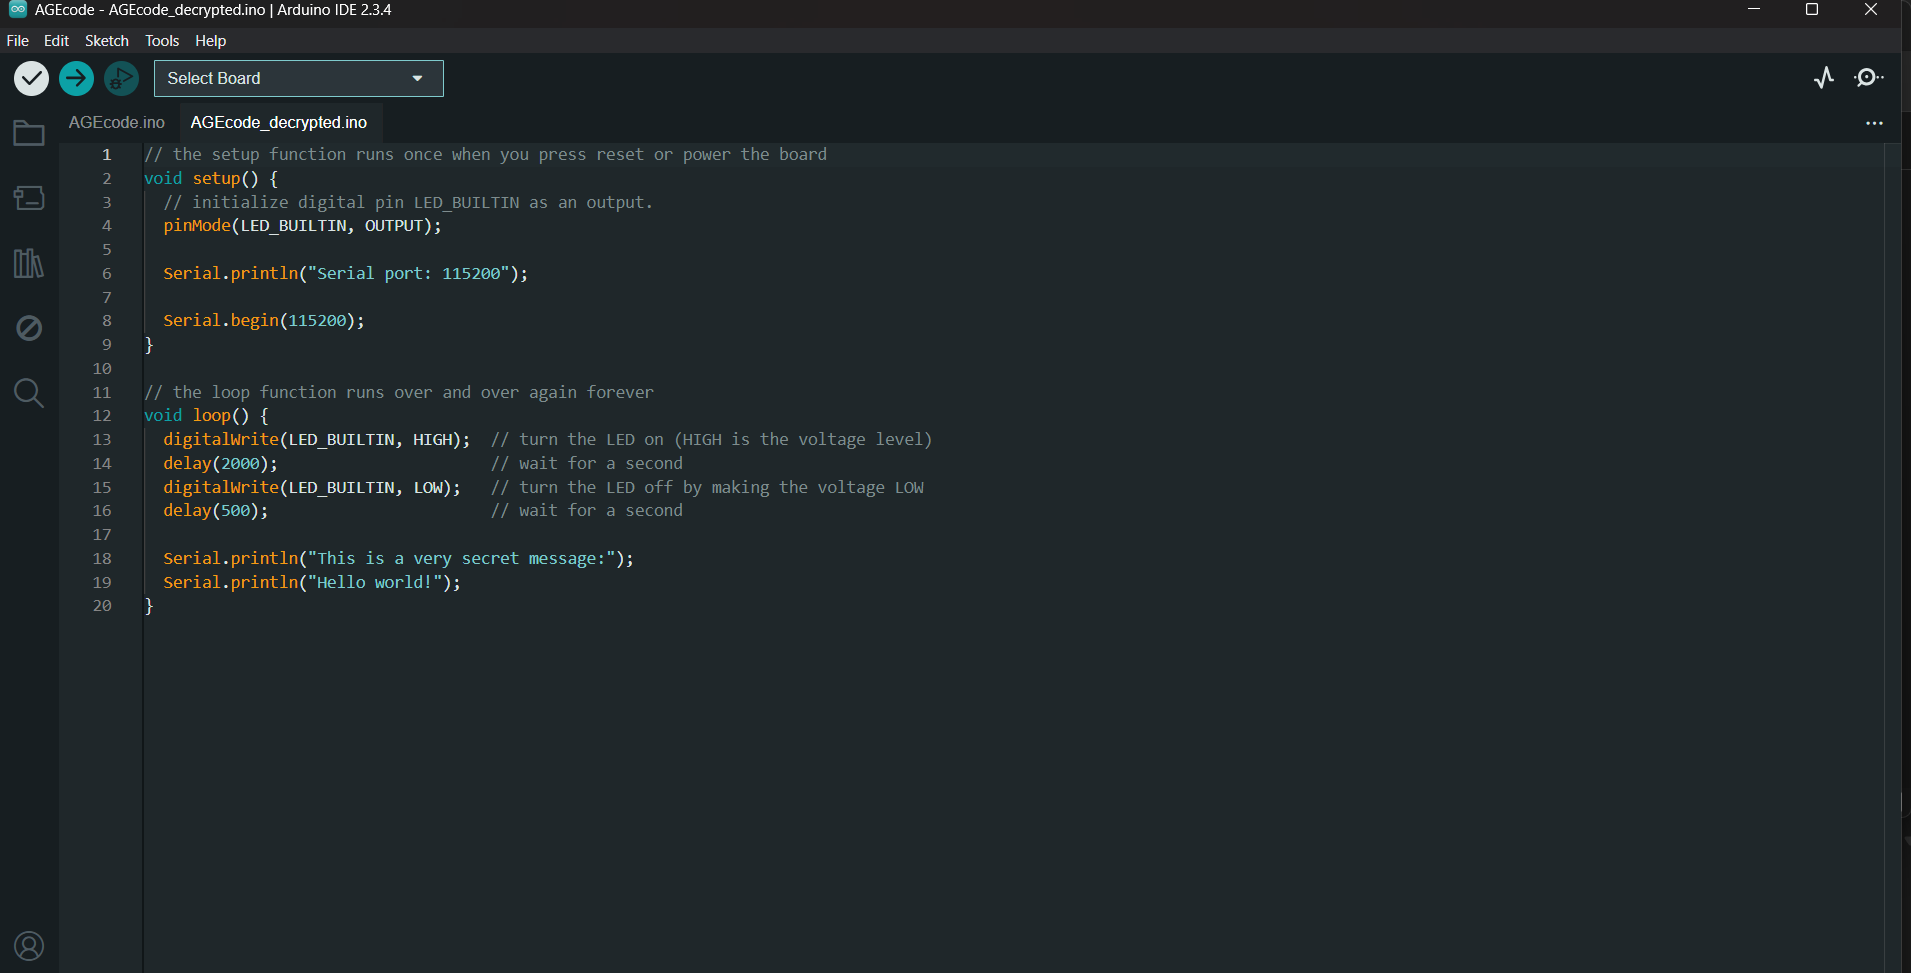 AGEcode - AGEcode_decrypted.ino | Arduino IDE 2.3.4
File Edit Sketch Tools Help
Select Board
AGEcode.ino AGEcode_decrypted.ino
1 // the setup function runs once when you press reset or power the board
2 void setup() {
3 // initialize digital pin LED_BUILTIN as an output.
4 pinMode(LED_BUILTIN, OUTPUT);
5
6 Serial.println("Serial port: 115200");
7
8 Serial.begin(115200);
9 }
10
11 // the loop function runs over and over again forever
12 void loop() {
13 digitalWrite(LED_BUILTIN, HIGH); // turn the LED on (HIGH is the voltage level)
14 delay(2000); // wait for a second
15 digitalWrite(LED_BUILTIN, LOW); // turn the LED off by making the voltage LOW
16 delay(500); // wait for a second
17
18 Serial.println("This is a very secret message:");
19 Serial.println("Hello world!");
20 }